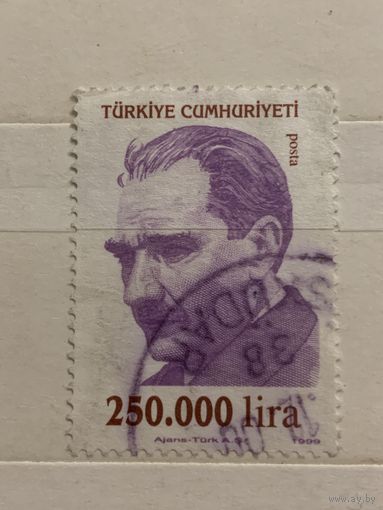 TÜRKİYE CUMHURİYETİ
posta
38
250.000 lira
Ajans-Türk A.Ş. 1999
www.ay.by